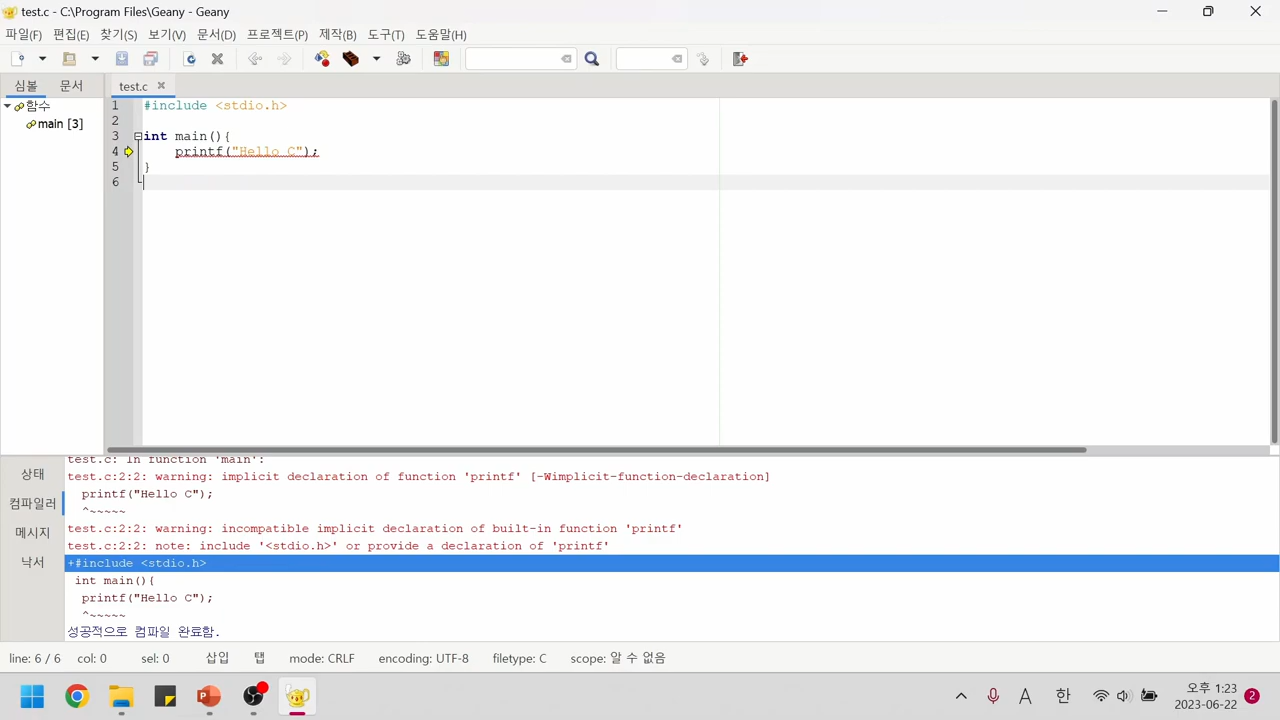 test.c - C:\Program Files\Geany - Geany
파일(F) 편집(E) 찾기(S) 보기(V) 문서(D) 프로젝트(P) 제작(B) 도구(T) 도움말(H)
심볼 문서
test.c
함수
main [3]
1 #include <stdio.h>
2
3 int main(){
4 printf("Hello C");
5 }
6
상태
컴파일러
메시지
낙서
test.c: In function 'main':
test.c:2:2: warning: implicit declaration of function 'printf' [-Wimplicit-function-declaration]
printf("Hello C");
^~~~~~
test.c:2:2: warning: incompatible implicit declaration of built-in function 'printf'
test.c:2:2: note: include '<stdio.h>' or provide a declaration of 'printf'
+#include <stdio.h>
int main(){
printf("Hello C");
^~~~~~
성공적으로 컴파일 완료함.
line: 6 / 6 col: 0 sel: 0 삽입 탭 mode: CRLF encoding: UTF-8 filetype: C scope: 알 수 없음
A 한 오후 1:23
2023-06-22 2